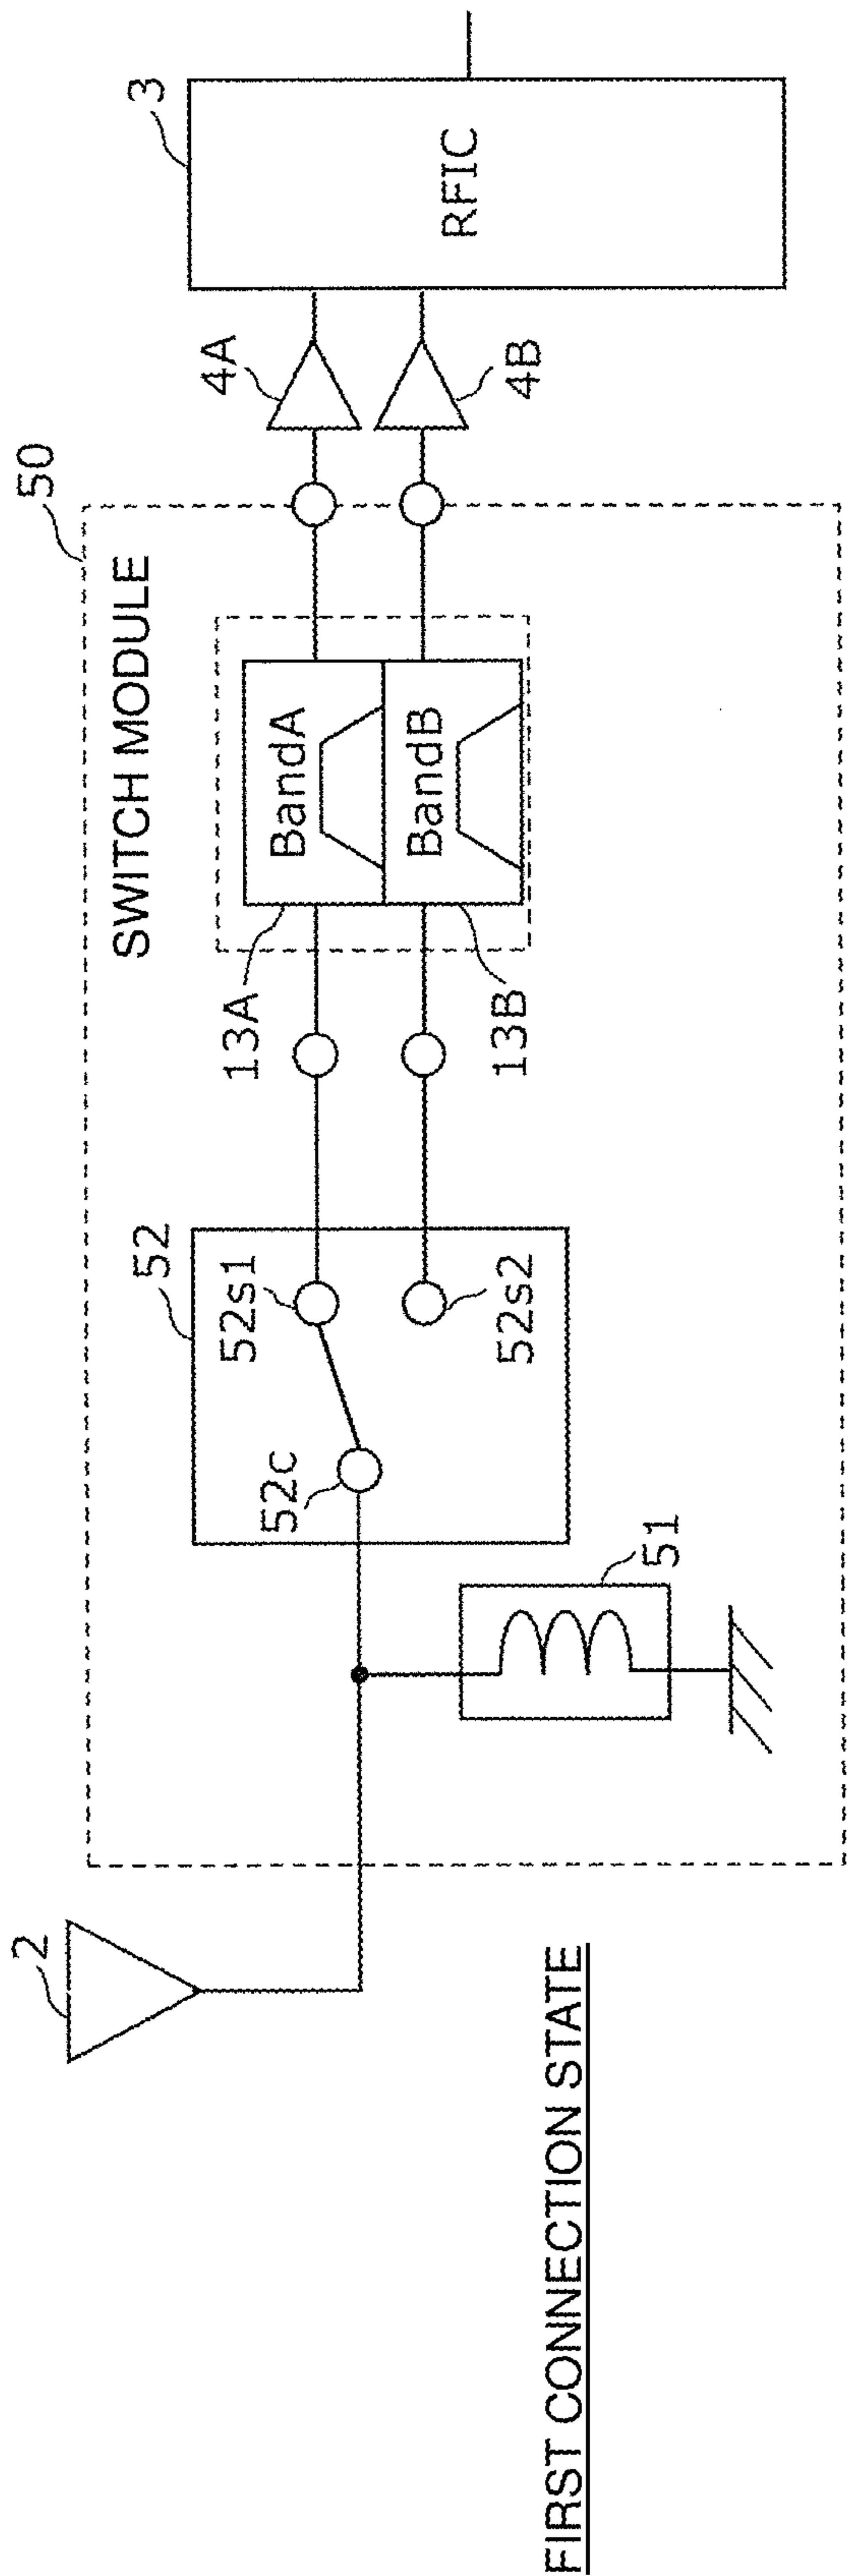 FIRST CONNECTION STATE
2
50
SWITCH MODULE
51
52
52c
52s1
52s2
13A
13B
BandA
BandB
4A
4B
3
RFIC